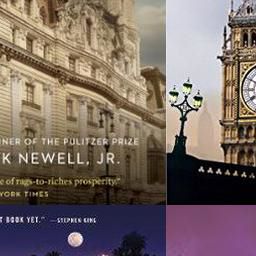 NER OF THE PULITZER PRIZE
K NEWELL, JR.
e of rags-to-riches prosperity."
YORK TIMES
T BOOK YET." —STEPHEN KING